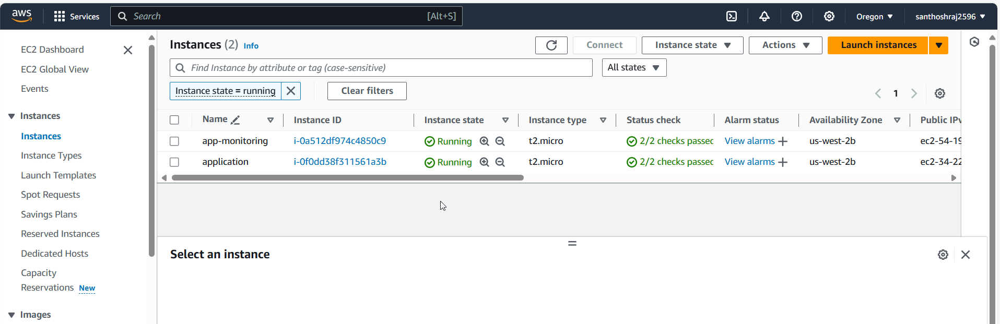 aws Services Search [Alt+S] Oregon santhoshraj2596
EC2 Dashboard
EC2 Global View
Events
Instances
Instances
Instance Types
Launch Templates
Spot Requests
Savings Plans
Reserved Instances
Dedicated Hosts
Capacity
Reservations New
Images
Instances (2) Info Connect Instance state Actions Launch instances
Find Instance by attribute or tag (case-sensitive) All states
Instance state = running Clear filters 1
Name Instance ID Instance state Instance type Status check Alarm status Availability Zone Public IPv
app-monitoring i-0a512df974c4850c9 Running t2.micro 2/2 checks passec View alarms us-west-2b ec2-54-19
application i-0f0dd38f311561a3b Running t2.micro 2/2 checks passec View alarms us-west-2b ec2-34-22
Select an instance